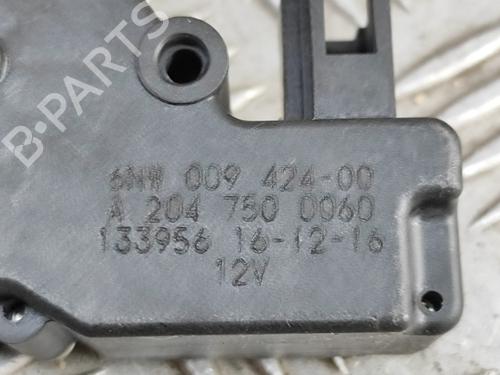 B-PARTS
6NW 009 424-00
A 204 750 0060
133956 16-12-16
12V